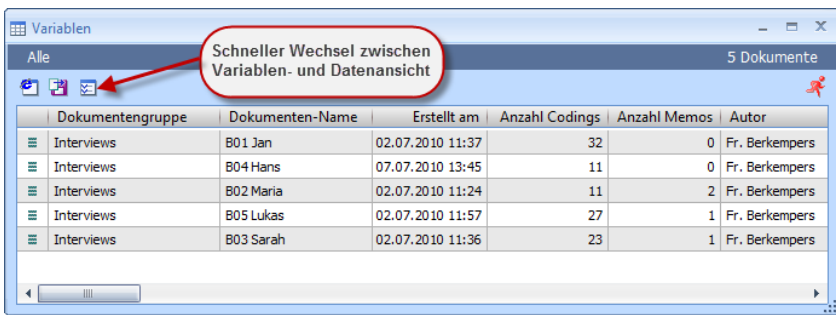 Variablen
Alle
5 Dokumente
Schneller Wechsel zwischen
Variablen- und Datenansicht
Dokumentengruppe Dokumenten-Name Erstellt am Anzahl Codings Anzahl Memos Autor
Interviews B01 Jan 02.07.2010 11:37 32 0 Fr. Berkempers
Interviews B04 Hans 07.07.2010 13:45 11 0 Fr. Berkempers
Interviews B02 Maria 02.07.2010 11:24 11 2 Fr. Berkempers
Interviews B05 Lukas 02.07.2010 11:57 27 1 Fr. Berkempers
Interviews B03 Sarah 02.07.2010 11:36 23 1 Fr. Berkempers